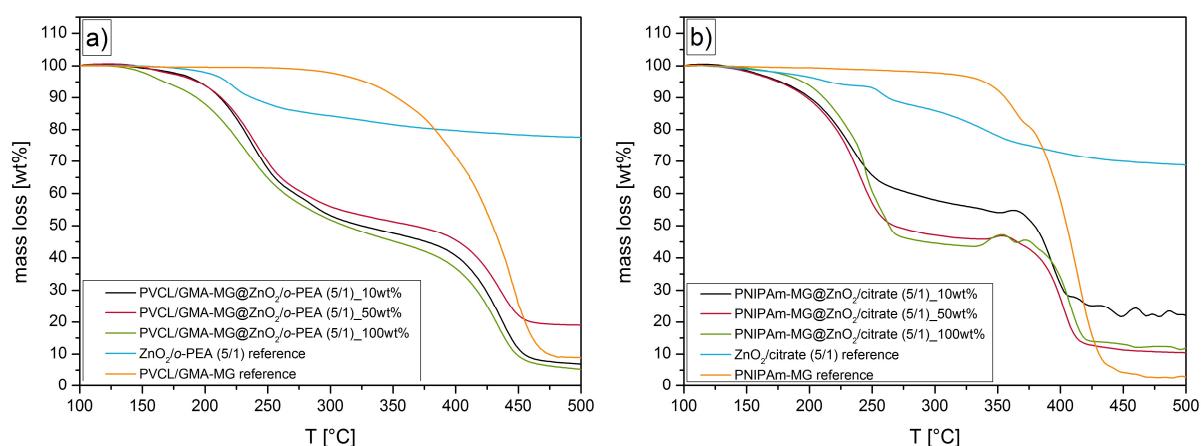 a)
mass loss [wt%]
110
100
90
80
70
60
50
40
30
20
10
0
PVCL/GMA-MG@ZnO₂/o-PEA (5/1)_10wt%
PVCL/GMA-MG@ZnO₂/o-PEA (5/1)_50wt%
PVCL/GMA-MG@ZnO₂/o-PEA (5/1)_100wt%
ZnO₂/o-PEA (5/1) reference
PVCL/GMA-MG reference
100 150 200 250 300 350 400 450 500
T [°C]
b)
mass loss [wt%]
110
100
90
80
70
60
50
40
30
20
10
0
PNIPAm-MG@ZnO₂/citrate (5/1)_10wt%
PNIPAm-MG@ZnO₂/citrate (5/1)_50wt%
PNIPAm-MG@ZnO₂/citrate (5/1)_100wt%
ZnO₂/citrate (5/1) reference
PNIPAm-MG reference
100 150 200 250 300 350 400 450 500
T [°C]